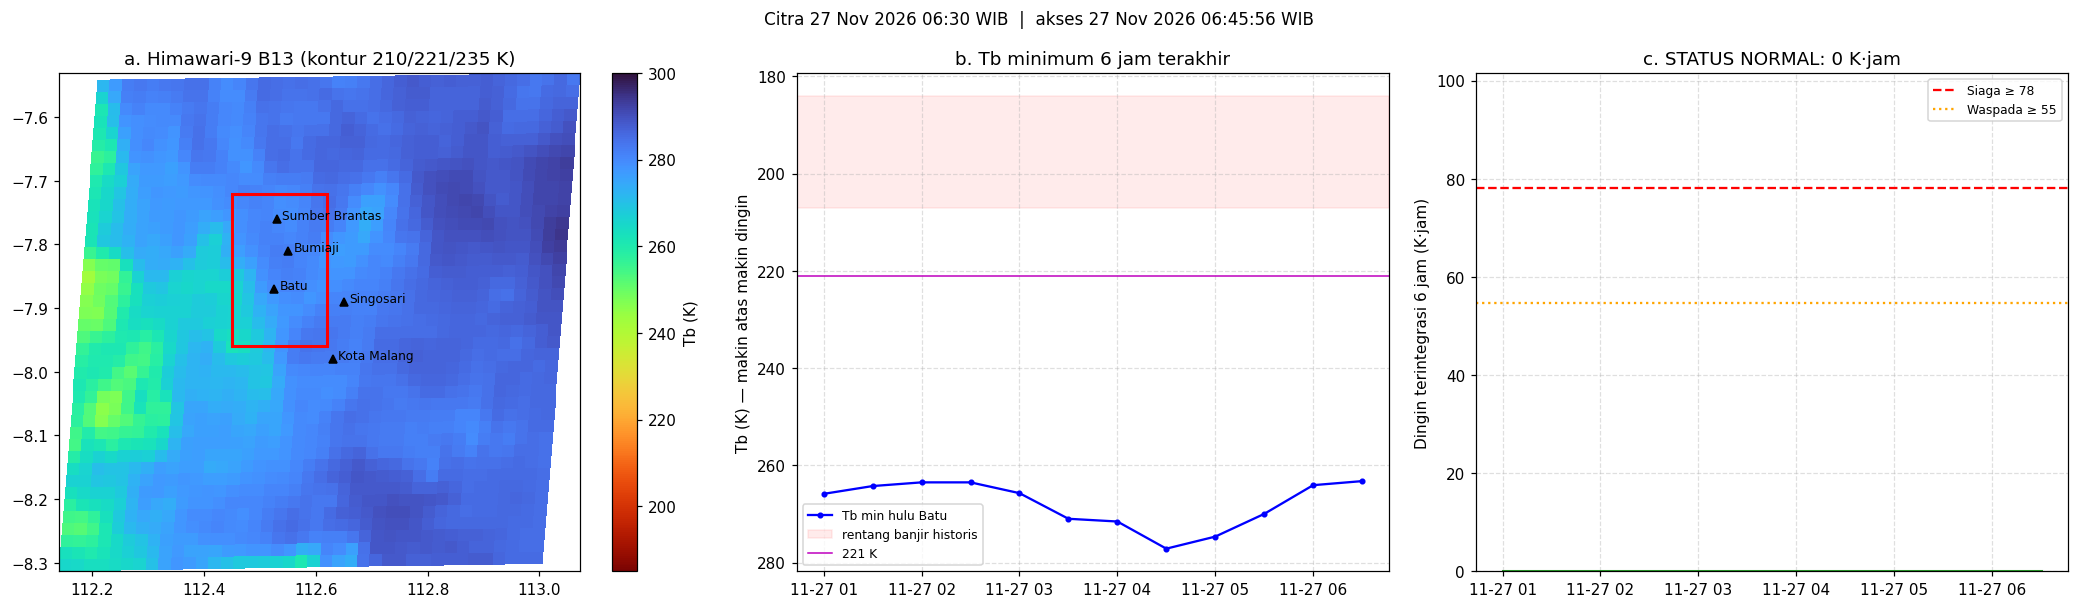 Citra 27 Nov 2026 06:30 WIB | akses 27 Nov 2026 06:45:56 WIB
a. Himawari-9 B13 (kontur 210/221/235 K)
−7.6
−7.7
−7.8
−7.9
−8.0
−8.1
−8.2
−8.3
112.2
112.4
112.6
112.8
113.0
Sumber Brantas
Bumiaji
Batu
Singosari
Kota Malang
300
280
260
240
220
200
Tb (K)
b. Tb minimum 6 jam terakhir
Tb (K) — makin atas makin dingin
180
200
220
240
260
280
Tb min hulu Batu
rentang banjir historis
221 K
11-27 01
11-27 02
11-27 03
11-27 04
11-27 05
11-27 06
c. STATUS NORMAL: 0 K·jam
Dingin terintegrasi 6 jam (K·jam)
100
80
60
40
20
0
Siaga ≥ 78
Waspada ≥ 55
11-27 01
11-27 02
11-27 03
11-27 04
11-27 05
11-27 06